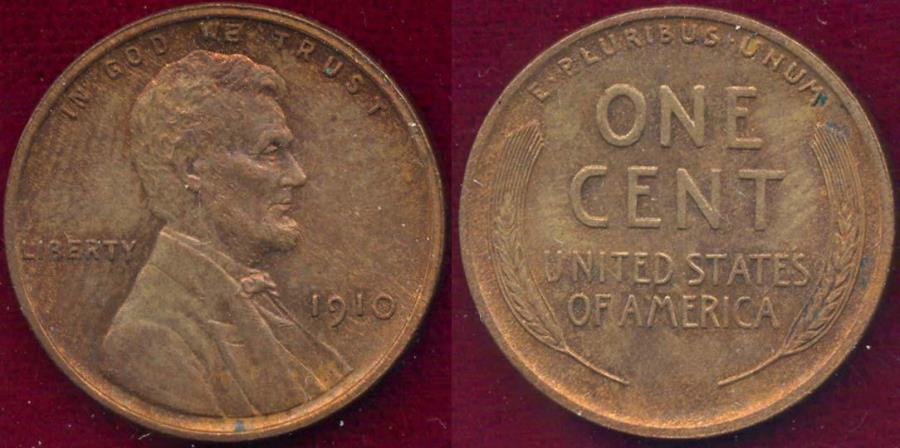 IN GOD WE TRUST
LIBERTY
1910
E·PLURIBUS·UNUM
ONE
CENT
UNITED STATES
OF AMERICA